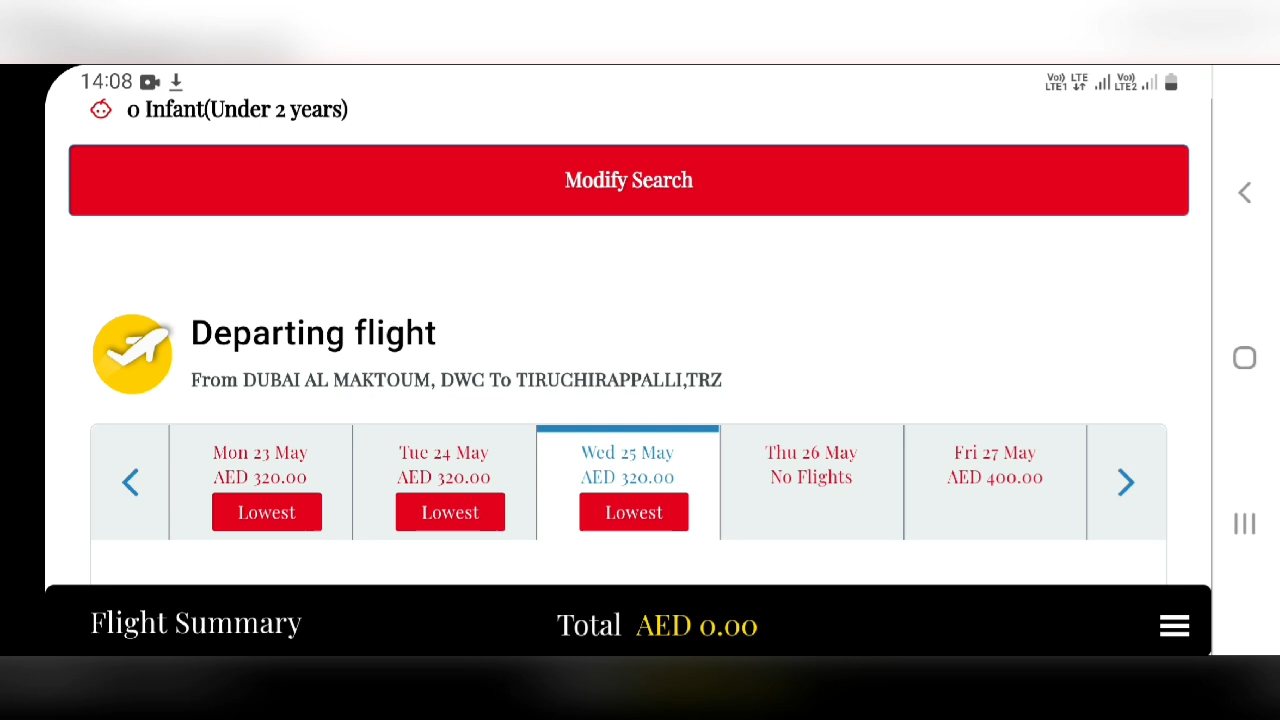 14:08
Vo)) LTE
LTE1
Vo))
LTE2
0 Infant(Under 2 years)
Modify Search
Departing flight
From DUBAI AL MAKTOUM, DWC To TIRUCHIRAPPALLI,TRZ
Mon 23 May
AED 320.00
Lowest
Tue 24 May
AED 320.00
Lowest
Wed 25 May
AED 320.00
Lowest
Thu 26 May
No Flights
Fri 27 May
AED 400.00
Flight Summary
Total AED 0.00